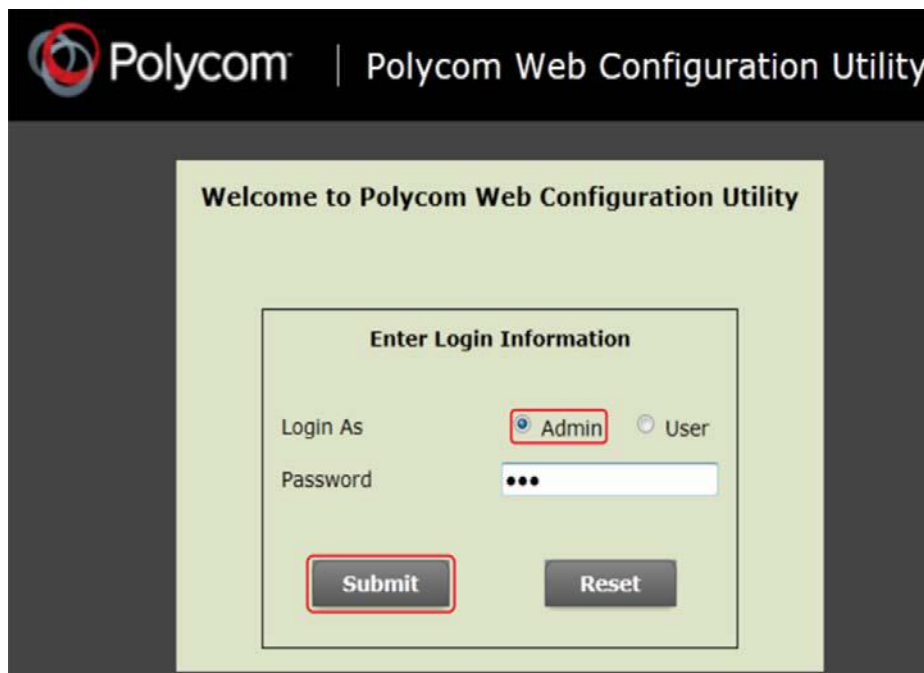 Polycom | Polycom Web Configuration Utility
Welcome to Polycom Web Configuration Utility
Enter Login Information
Login As Admin User
Password •••
Submit Reset